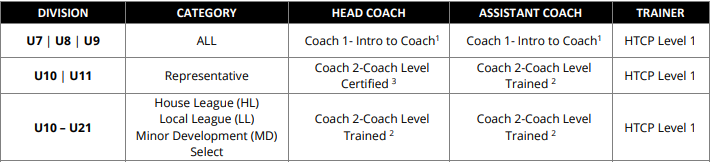 DIVISION CATEGORY HEAD COACH ASSISTANT COACH TRAINER
U7 | U8 | U9 ALL Coach 1- Intro to Coach¹ Coach 1- Intro to Coach¹ HTCP Level 1
U10 | U11 Representative Coach 2-Coach Level Certified ³ Coach 2-Coach Level Trained ² HTCP Level 1
U10 – U21
House League (HL)
Local League (LL)
Minor Development (MD)
Select
Coach 2-Coach Level
Trained ²
Coach 2-Coach Level
Trained ²
HTCP Level 1